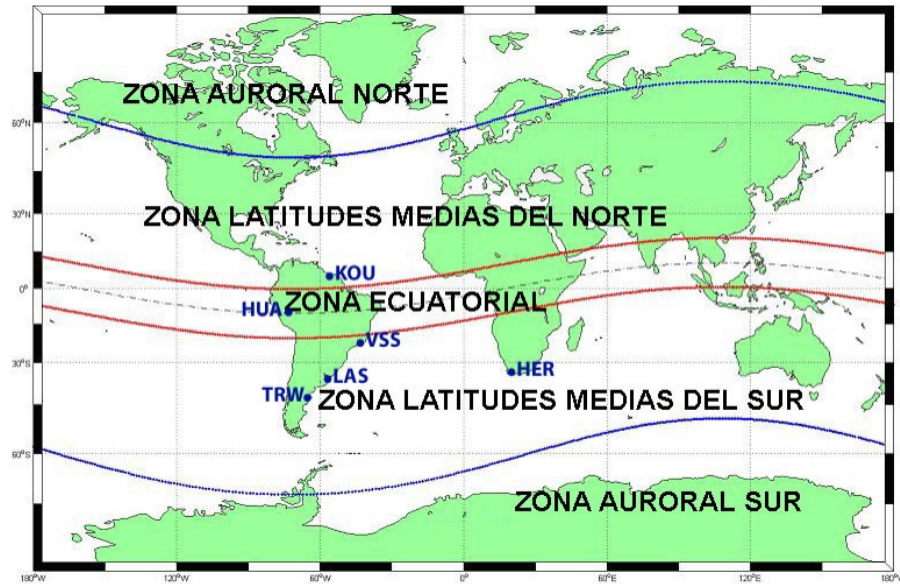 ZONA AURORAL NORTE
60°N
ZONA LATITUDES MEDIAS DEL NORTE
30°N
KOU
0°
ZONA ECUATORIAL
HUA
VSS
30°S
LAS
HER
TRW
ZONA LATITUDES MEDIAS DEL SUR
60°S
ZONA AURORAL SUR
180°W 120°W 60°W 0° 60°E 120°E 180°